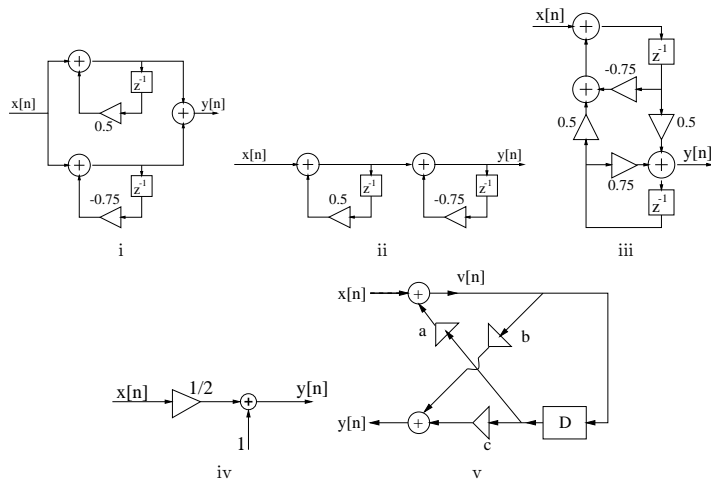 x[n]
z⁻¹
0.5
y[n]
-0.75
z⁻¹
i
x[n]
z⁻¹
0.5
z⁻¹
-0.75
y[n]
ii
x[n]
z⁻¹
-0.75
0.5
0.5
0.75
y[n]
z⁻¹
iii
x[n]
1/2
y[n]
1
iv
x[n]
v[n]
a
b
y[n]
c
D
v